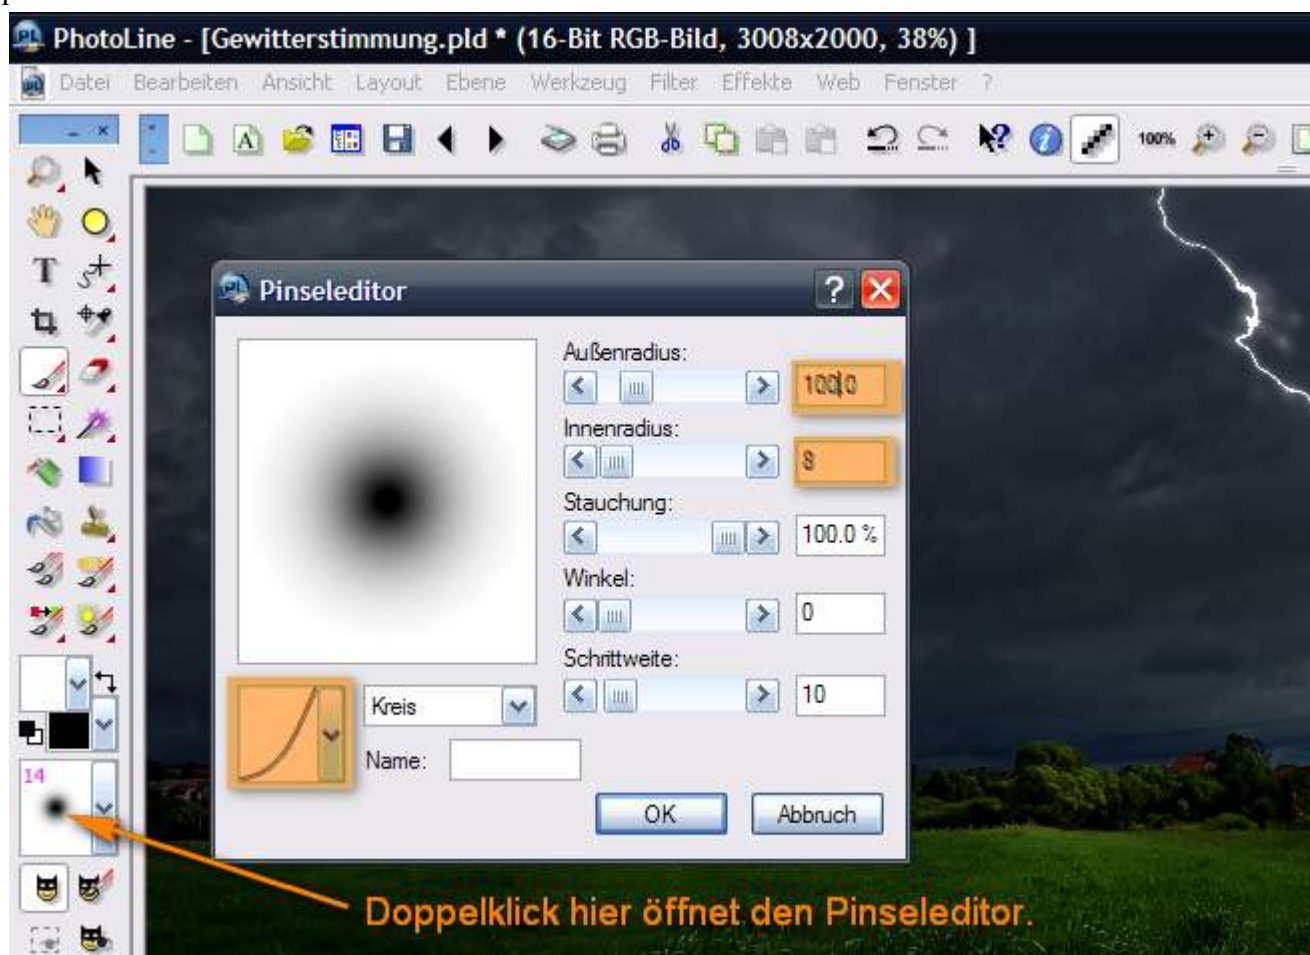 PhotoLine - [Gewitterstimmung.pld * (16-Bit RGB-Bild, 3008x2000, 38%) ]
Datei Bearbeiten Ansicht Layout Ebene Werkzeug Filter Effekte Web Fenster ?
100%
Pinseleditor
Außenradius:
100.0
Innenradius:
8
Stauchung:
100.0 %
Winkel:
0
Schrittweite:
10
Kreis
Name:
OK Abbruch
14
Doppelklick hier öffnet den Pinseleditor.